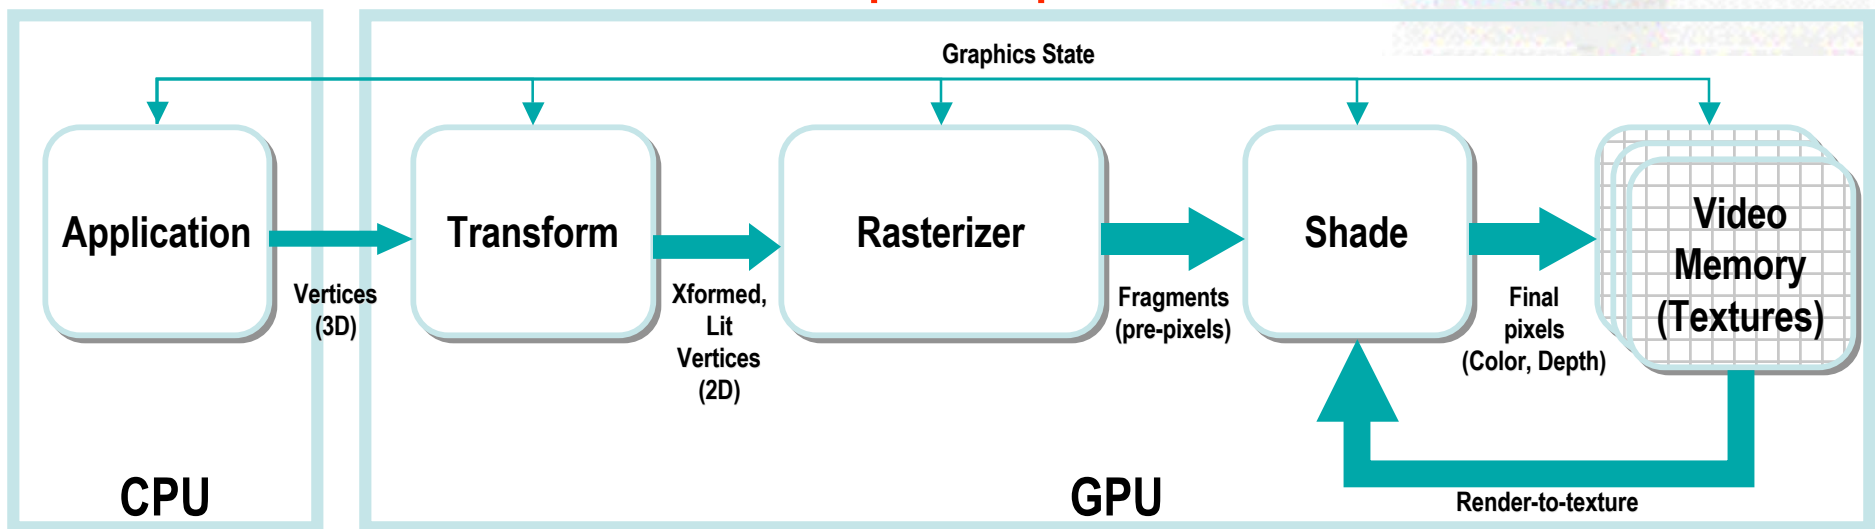 Graphics State
Application
Vertices
(3D)
Transform
Xformed,
Lit
Vertices
(2D)
Rasterizer
Fragments
(pre-pixels)
Shade
Final
pixels
(Color, Depth)
Video
Memory
(Textures)
Render-to-texture
CPU
GPU